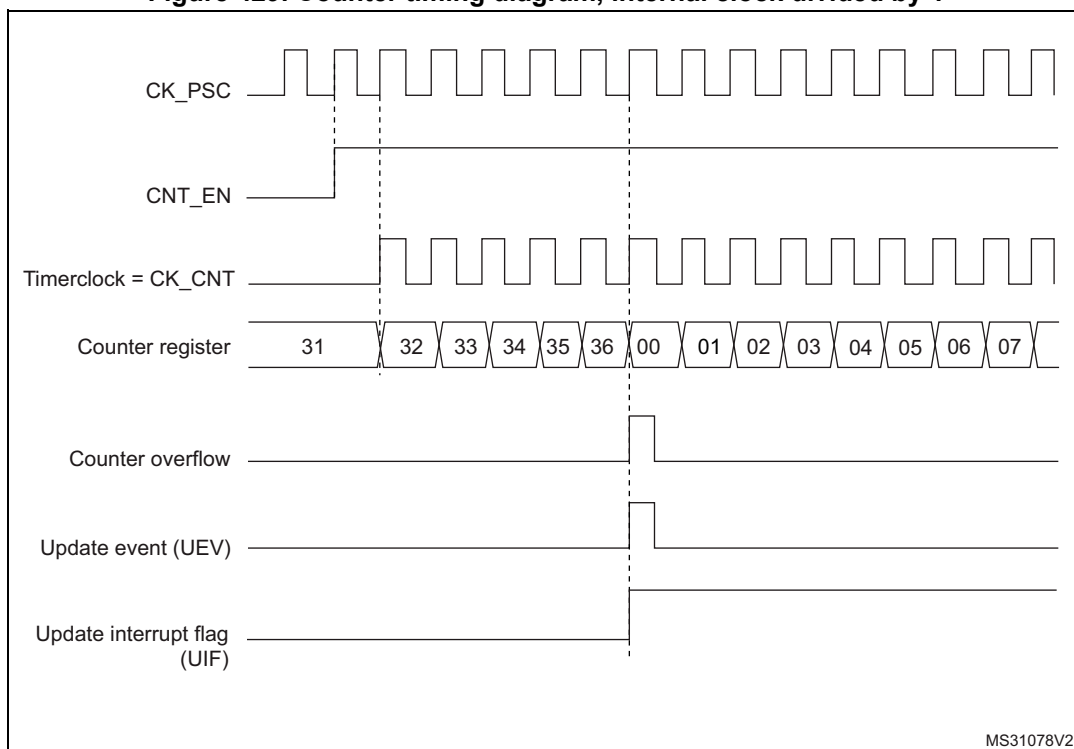 CK_PSC
CNT_EN
Timerclock = CK_CNT
Counter register 31 32 33 34 35 36 00 01 02 03 04 05 06 07
Counter overflow
Update event (UEV)
Update interrupt flag
(UIF)
MS31078V2